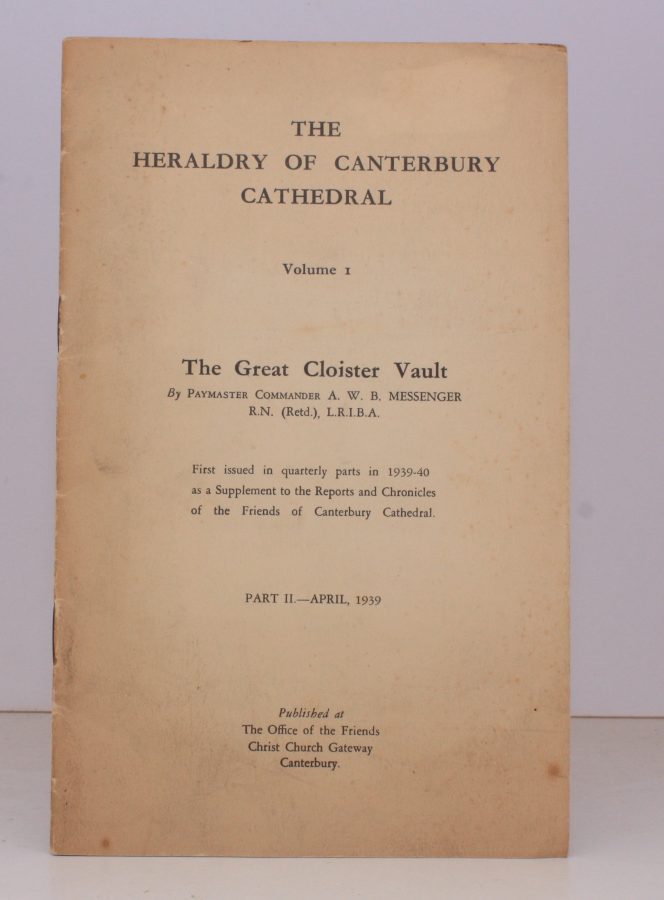 THE
HERALDRY OF CANTERBURY
CATHEDRAL
Volume I
The Great Cloister Vault
By PAYMASTER COMMANDER A. W. B. MESSENGER
R.N. (Retd.), L.R.I.B.A.
First issued in quarterly parts in 1939-40
as a Supplement to the Reports and Chronicles
of the Friends of Canterbury Cathedral.
PART II.—APRIL, 1939
Published at
The Office of the Friends
Christ Church Gateway
Canterbury.